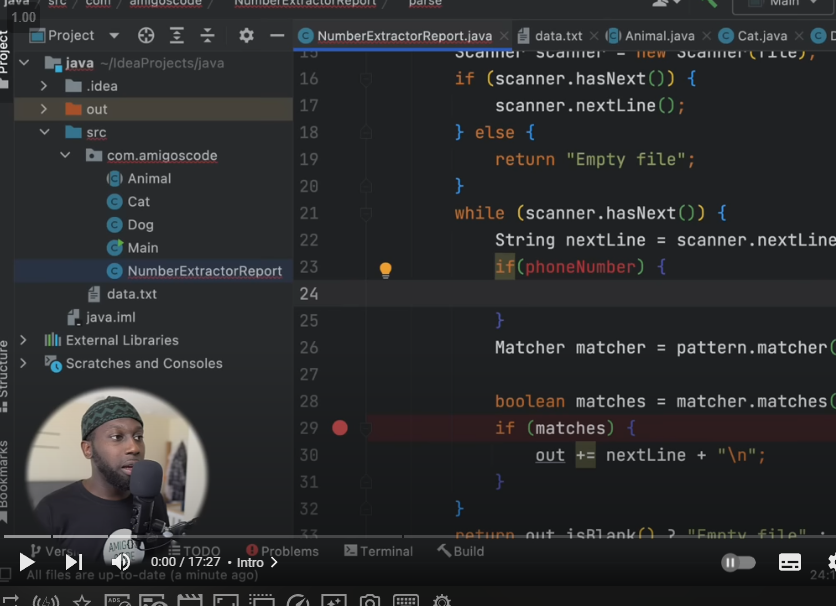 java src com amigoscode NumberExtractorReport parse
Main
1.00
Project
Project
NumberExtractorReport.java
data.txt
Animal.java
Cat.java
java ~/IdeaProjects/java
.idea
out
src
com.amigoscode
Animal
Cat
Dog
Main
NumberExtractorReport
data.txt
java.iml
External Libraries
Scratches and Consoles
Structure
Bookmarks
15 Scanner scanner = new Scanner(file);
16 if (scanner.hasNext()) {
17 scanner.nextLine();
18 } else {
19 return "Empty file";
20 }
21 while (scanner.hasNext()) {
22 String nextLine = scanner.nextLine
23 if(phoneNumber) {
24
25 }
26 Matcher matcher = pattern.matcher(
27
28 boolean matches = matcher.matches(
29 if (matches) {
30 out += nextLine + "\n";
31 }
32 }
33 return out.isBlank() ? "Empty file" :
TODO
Problems
Terminal
Build
0:00 / 17:27 • Intro
All files are up-to-date (a minute ago)
24:1
ADS